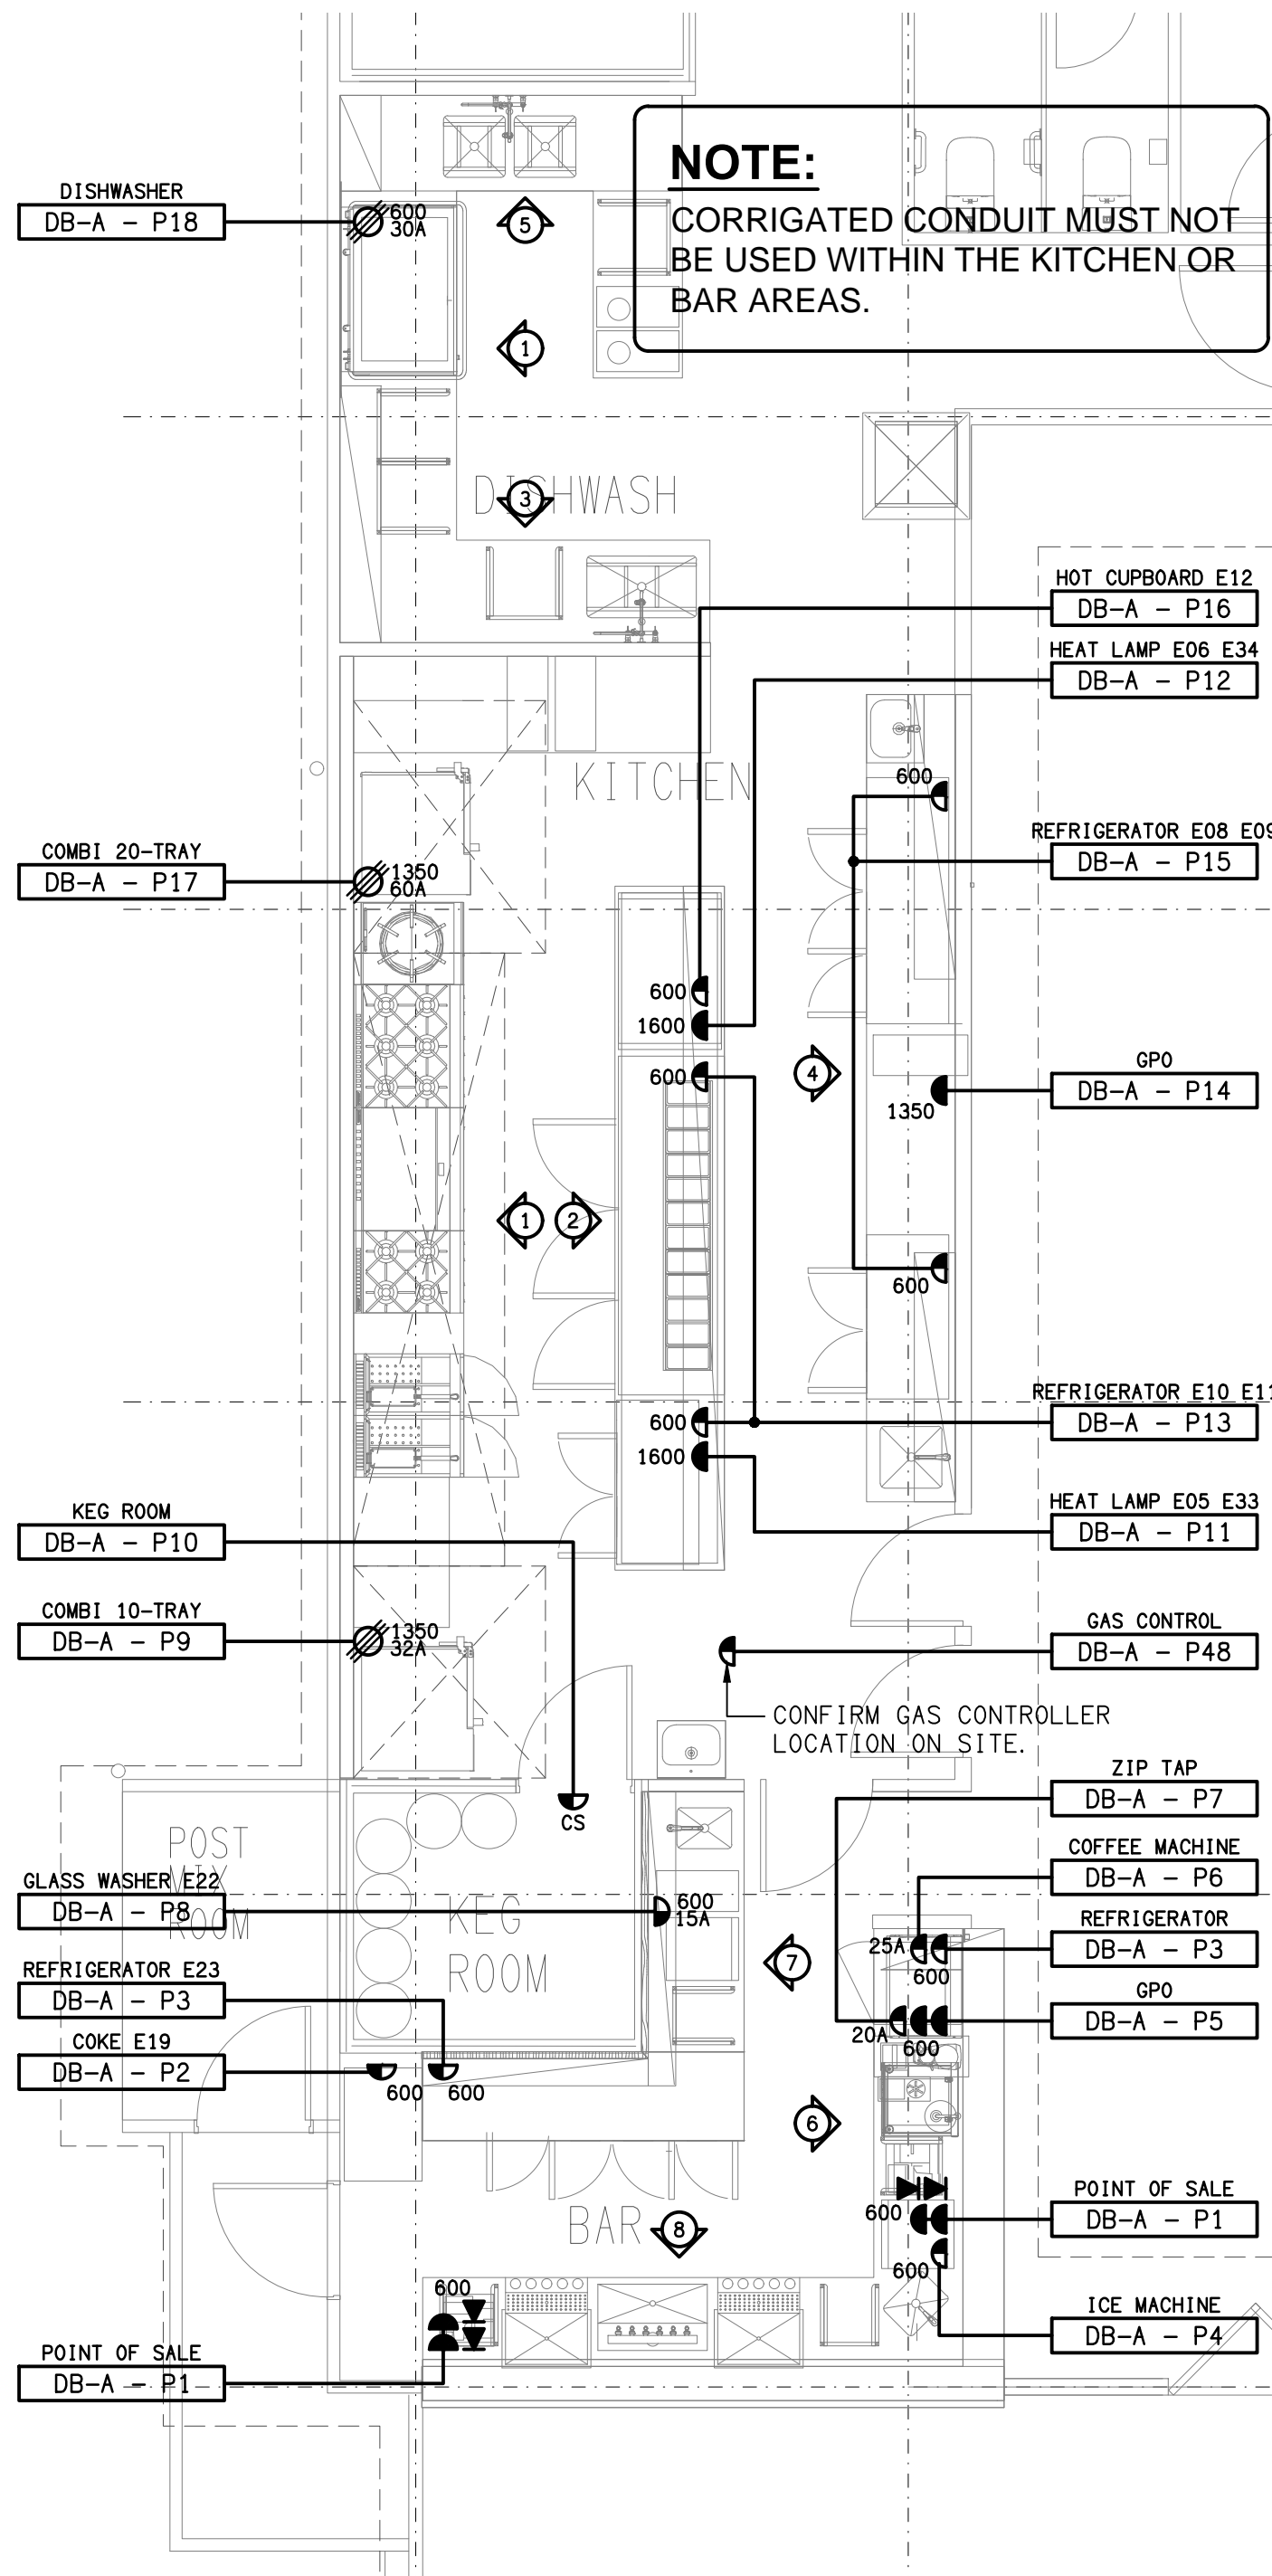 NOTE:
CORRIGATED CONDUIT MUST NOT
BE USED WITHIN THE KITCHEN OR
BAR AREAS.
DISHWASHER
DB-A - P18
600
30A
5
1
DISHWASH
3
HOT CUPBOARD E12
DB-A - P16
HEAT LAMP E06 E34
DB-A - P12
KITCHEN
600
REFRIGERATOR E08 E09
DB-A - P15
COMBI 20-TRAY
DB-A - P17
1350
60A
600
1600
600
4
GPO
DB-A - P14
1350
1
2
600
REFRIGERATOR E10 E11
DB-A - P13
600
1600
HEAT LAMP E05 E33
DB-A - P11
KEG ROOM
DB-A - P10
COMBI 10-TRAY
DB-A - P9
1350
32A
GAS CONTROL
DB-A - P48
CONFIRM GAS CONTROLLER
LOCATION ON SITE.
ZIP TAP
DB-A - P7
CS
POST
MIX
ROOM
COFFEE MACHINE
DB-A - P6
GLASS WASHER E22
DB-A - P8
KEG
ROOM
600
15A
REFRIGERATOR
DB-A - P3
25A
600
7
REFRIGERATOR E23
DB-A - P3
GPO
DB-A - P5
20A
600
COKE E19
DB-A - P2
600
600
6
POINT OF SALE
DB-A - P1
600
BAR
8
600
600
ICE MACHINE
DB-A - P4
POINT OF SALE
DB-A - P1